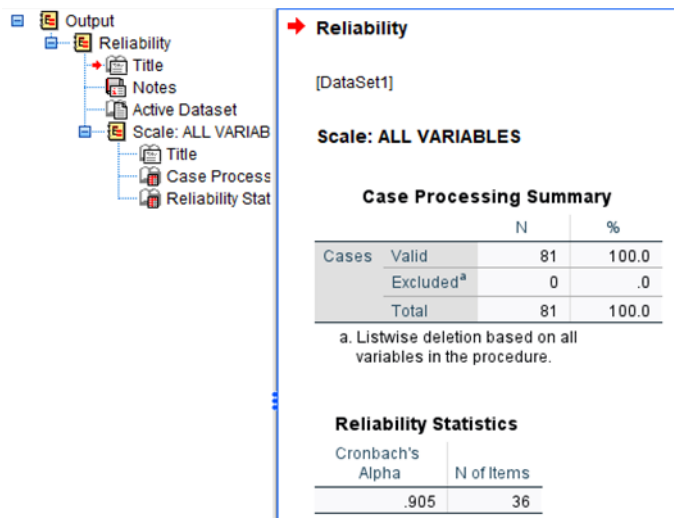 Output
Reliability
Title
Notes
Active Dataset
Scale: ALL VARIAB
Title
Case Process
Reliability Stat
Reliability
[DataSet1]
Scale: ALL VARIABLES
Case Processing Summary
N %
Cases Valid 81 100.0
Excludedᵃ 0 .0
Total 81 100.0
a. Listwise deletion based on all
variables in the procedure.
Reliability Statistics
Cronbach's
Alpha N of Items
.905 36